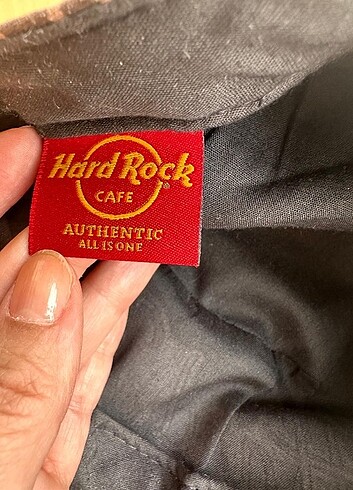 Hard Rock
®
CAFE
AUTHENTIC
ALL IS ONE